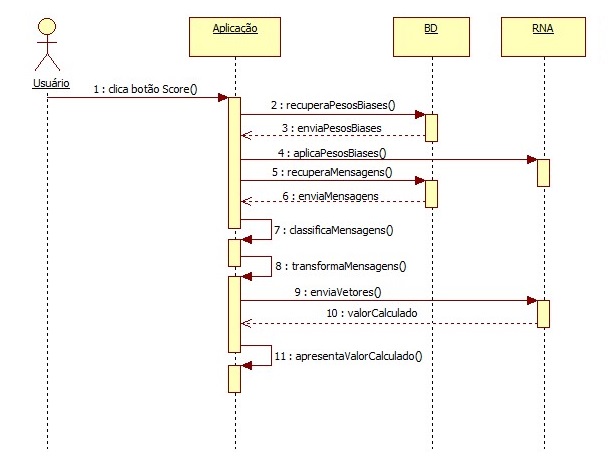 Aplicação
BD
RNA
Usuário
1 : clica botão Score()
2 : recuperaPesosBiases()
3 : enviaPesosBiases
4 : aplicaPesosBiases()
5 : recuperaMensagens()
6 : enviaMensagens
7 : classificaMensagens()
8 : transformaMensagens()
9 : enviaVetores()
10 : valorCalculado
11 : apresentaValorCalculado()